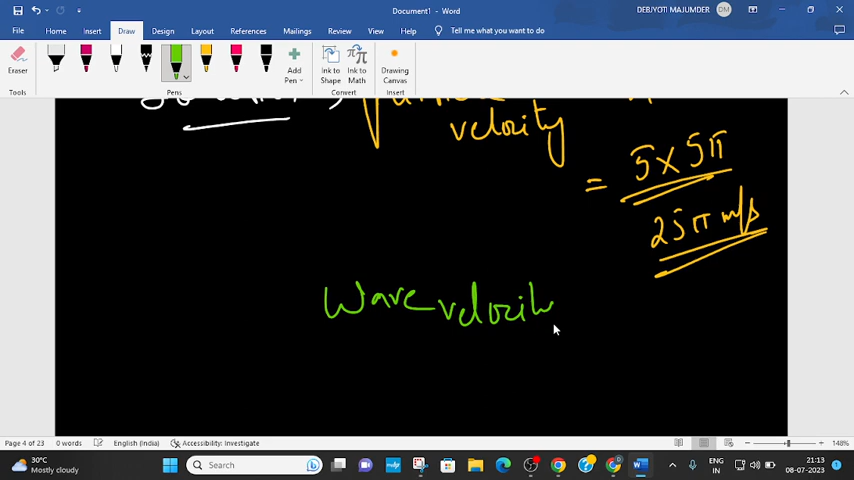 Document1 - Word
DEBJYOTI MAJUMDER
DM
File Home Insert Draw Design Layout References Mailings Review View Help Tell me what you want to do
Eraser
Add Pen
Ink to Shape
Ink to Math
Drawing Canvas
Tools Pens Convert Insert
velocity
= 5 × 5π
25π m/s
Wave velocit
Page 4 of 23 0 words English (India) Accessibility: Investigate 148%
30°C
Mostly cloudy
Search
ENG
IN
21:13
08-07-2023